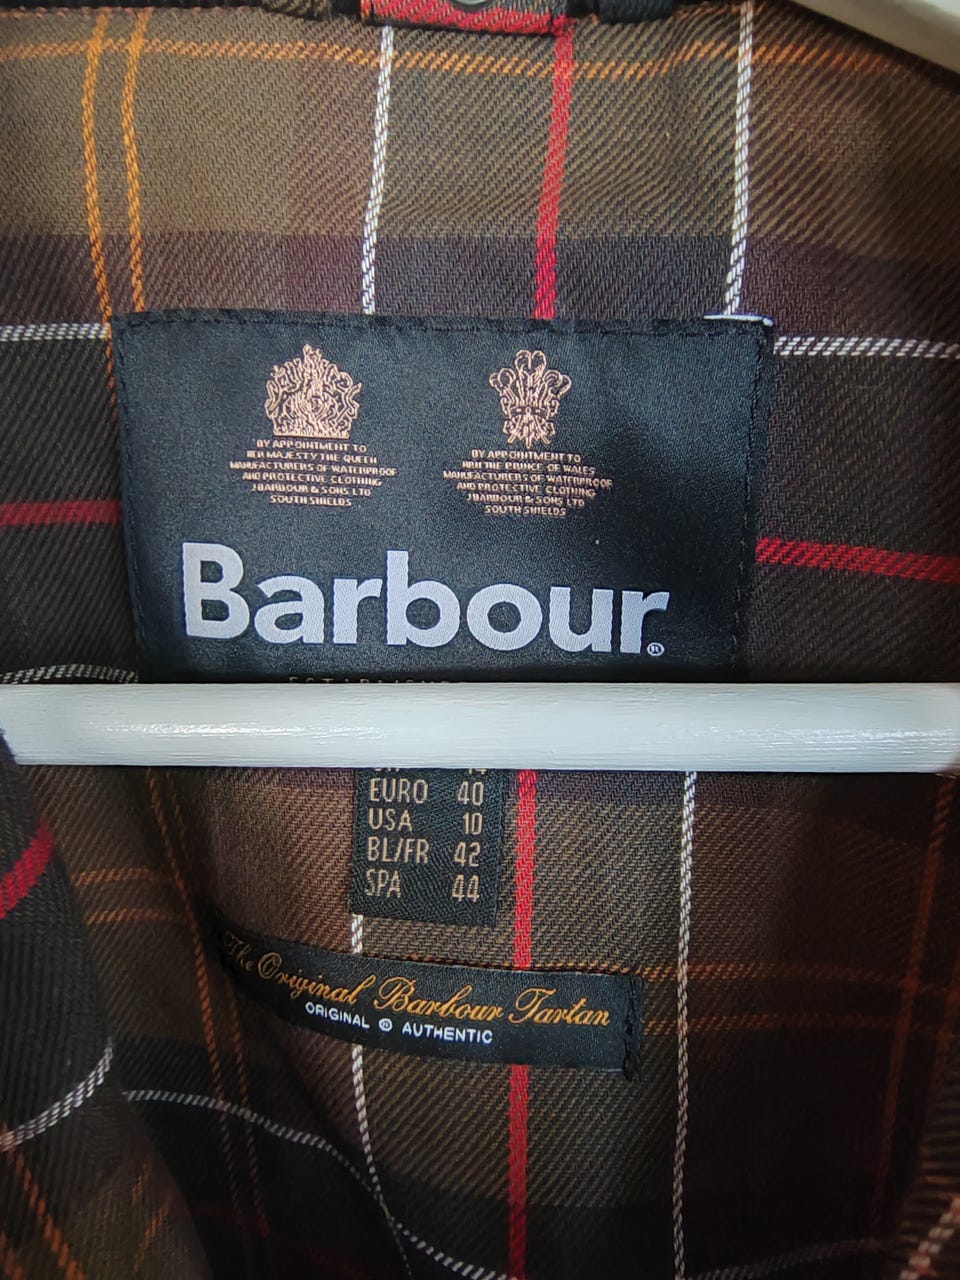 BY APPOINTMENT TO
HER MAJESTY THE QUEEN
MANUFACTURERS OF WATERPROOF
AND PROTECTIVE CLOTHING
J BARBOUR & SONS LTD
SOUTH SHIELDS
BY APPOINTMENT TO
HRH THE PRINCE OF WALES
MANUFACTURERS OF WATERPROOF
AND PROTECTIVE CLOTHING
J BARBOUR & SONS LTD
SOUTH SHIELDS
Barbour®
EURO 40
USA 10
BL/FR 42
SPA 44
The Original Barbour Tartan
ORIGINAL ® AUTHENTIC